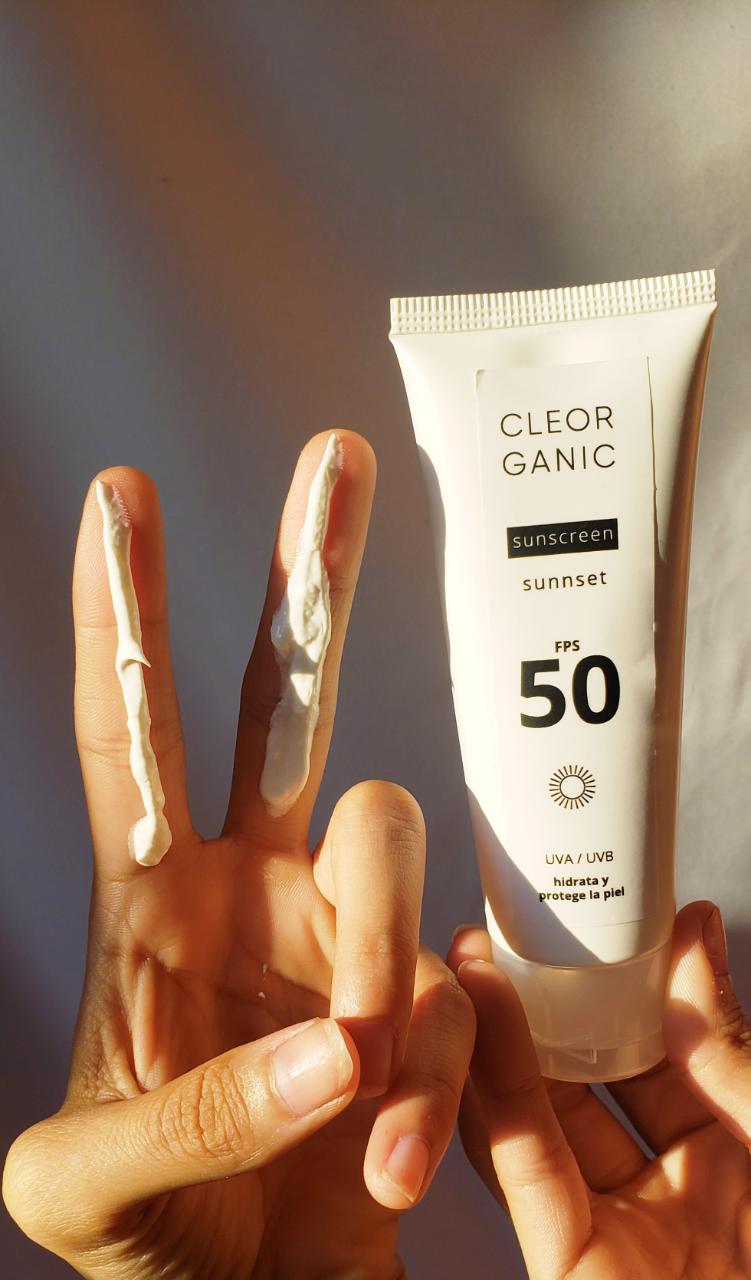 CLEOR
GANIC
sunscreen
sunnset
FPS
50
UVA / UVB
hidrata y
protege la piel